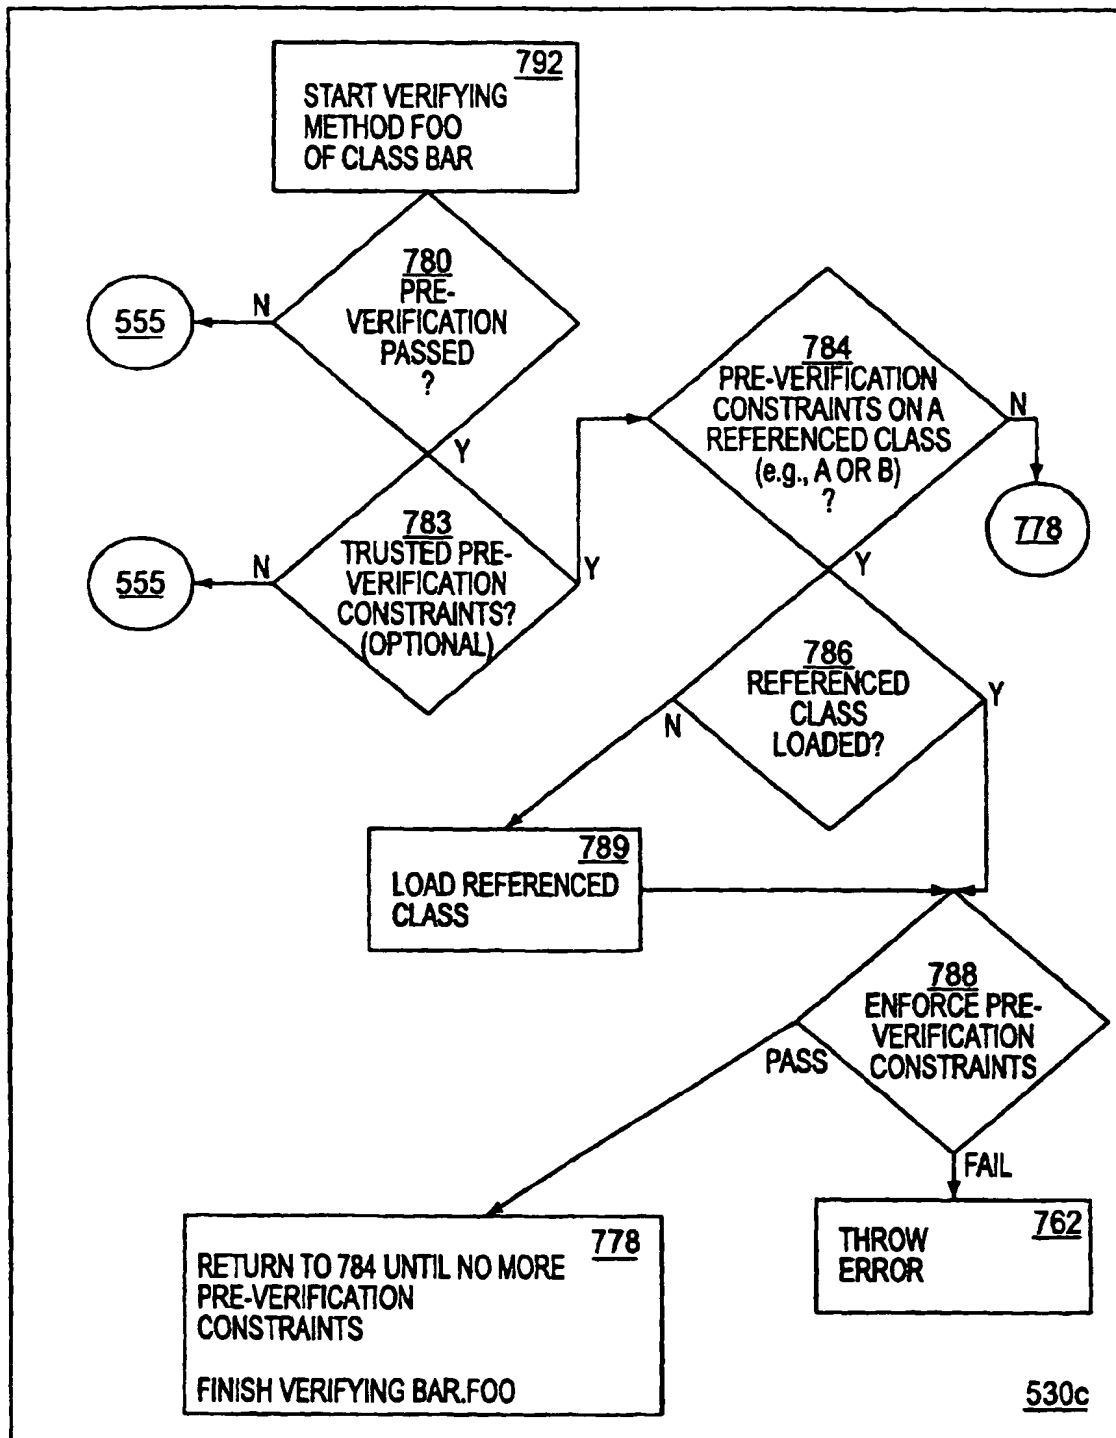 792
START VERIFYING
METHOD FOO
OF CLASS BAR
780
PRE-
VERIFICATION
PASSED
?
N
555
Y
783
TRUSTED PRE-
VERIFICATION
CONSTRAINTS?
(OPTIONAL)
N
555
Y
784
PRE-VERIFICATION
CONSTRAINTS ON A
REFERENCED CLASS
(e.g., A OR B)
?
N
778
Y
786
REFERENCED
CLASS
LOADED?
N
Y
789
LOAD REFERENCED
CLASS
788
ENFORCE PRE-
VERIFICATION
CONSTRAINTS
PASS
FAIL
778
RETURN TO 784 UNTIL NO MORE
PRE-VERIFICATION
CONSTRAINTS
FINISH VERIFYING BAR.FOO
762
THROW
ERROR
530c